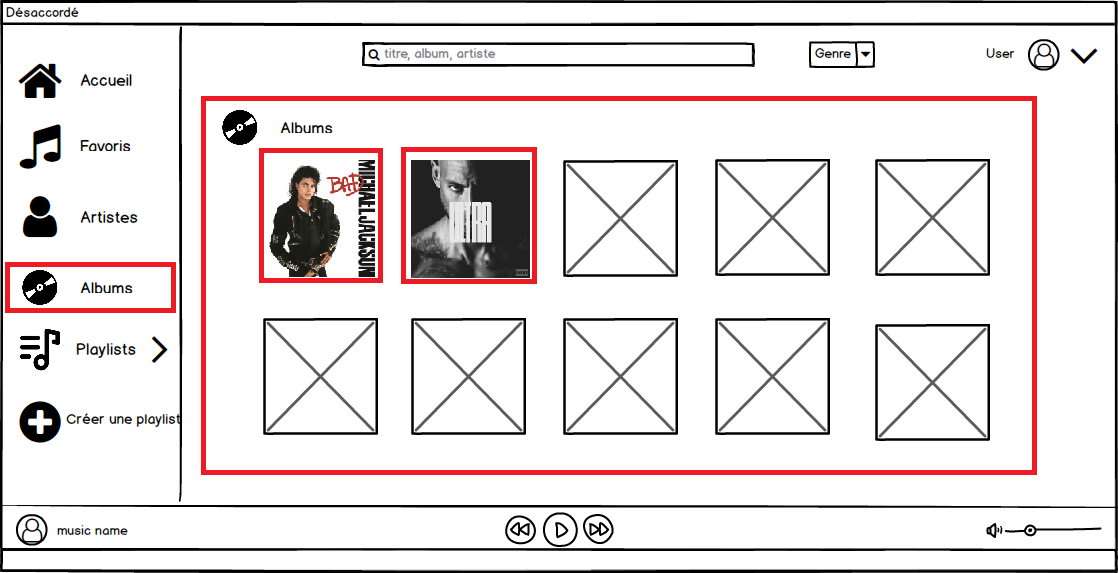 Désaccordé
titre, album, artiste
Genre
User
Accueil
Favoris
Artistes
Albums
Playlists
Créer une playlist
Albums
BAD
MICHAEL JACKSON
ULTRA
music name